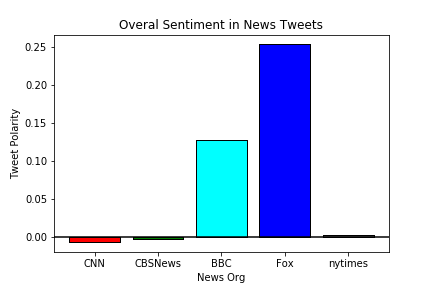 Overal Sentiment in News Tweets
0.25
0.20
0.15
0.10
0.05
0.00
Tweet Polarity
CNN CBSNews BBC Fox nytimes
News Org